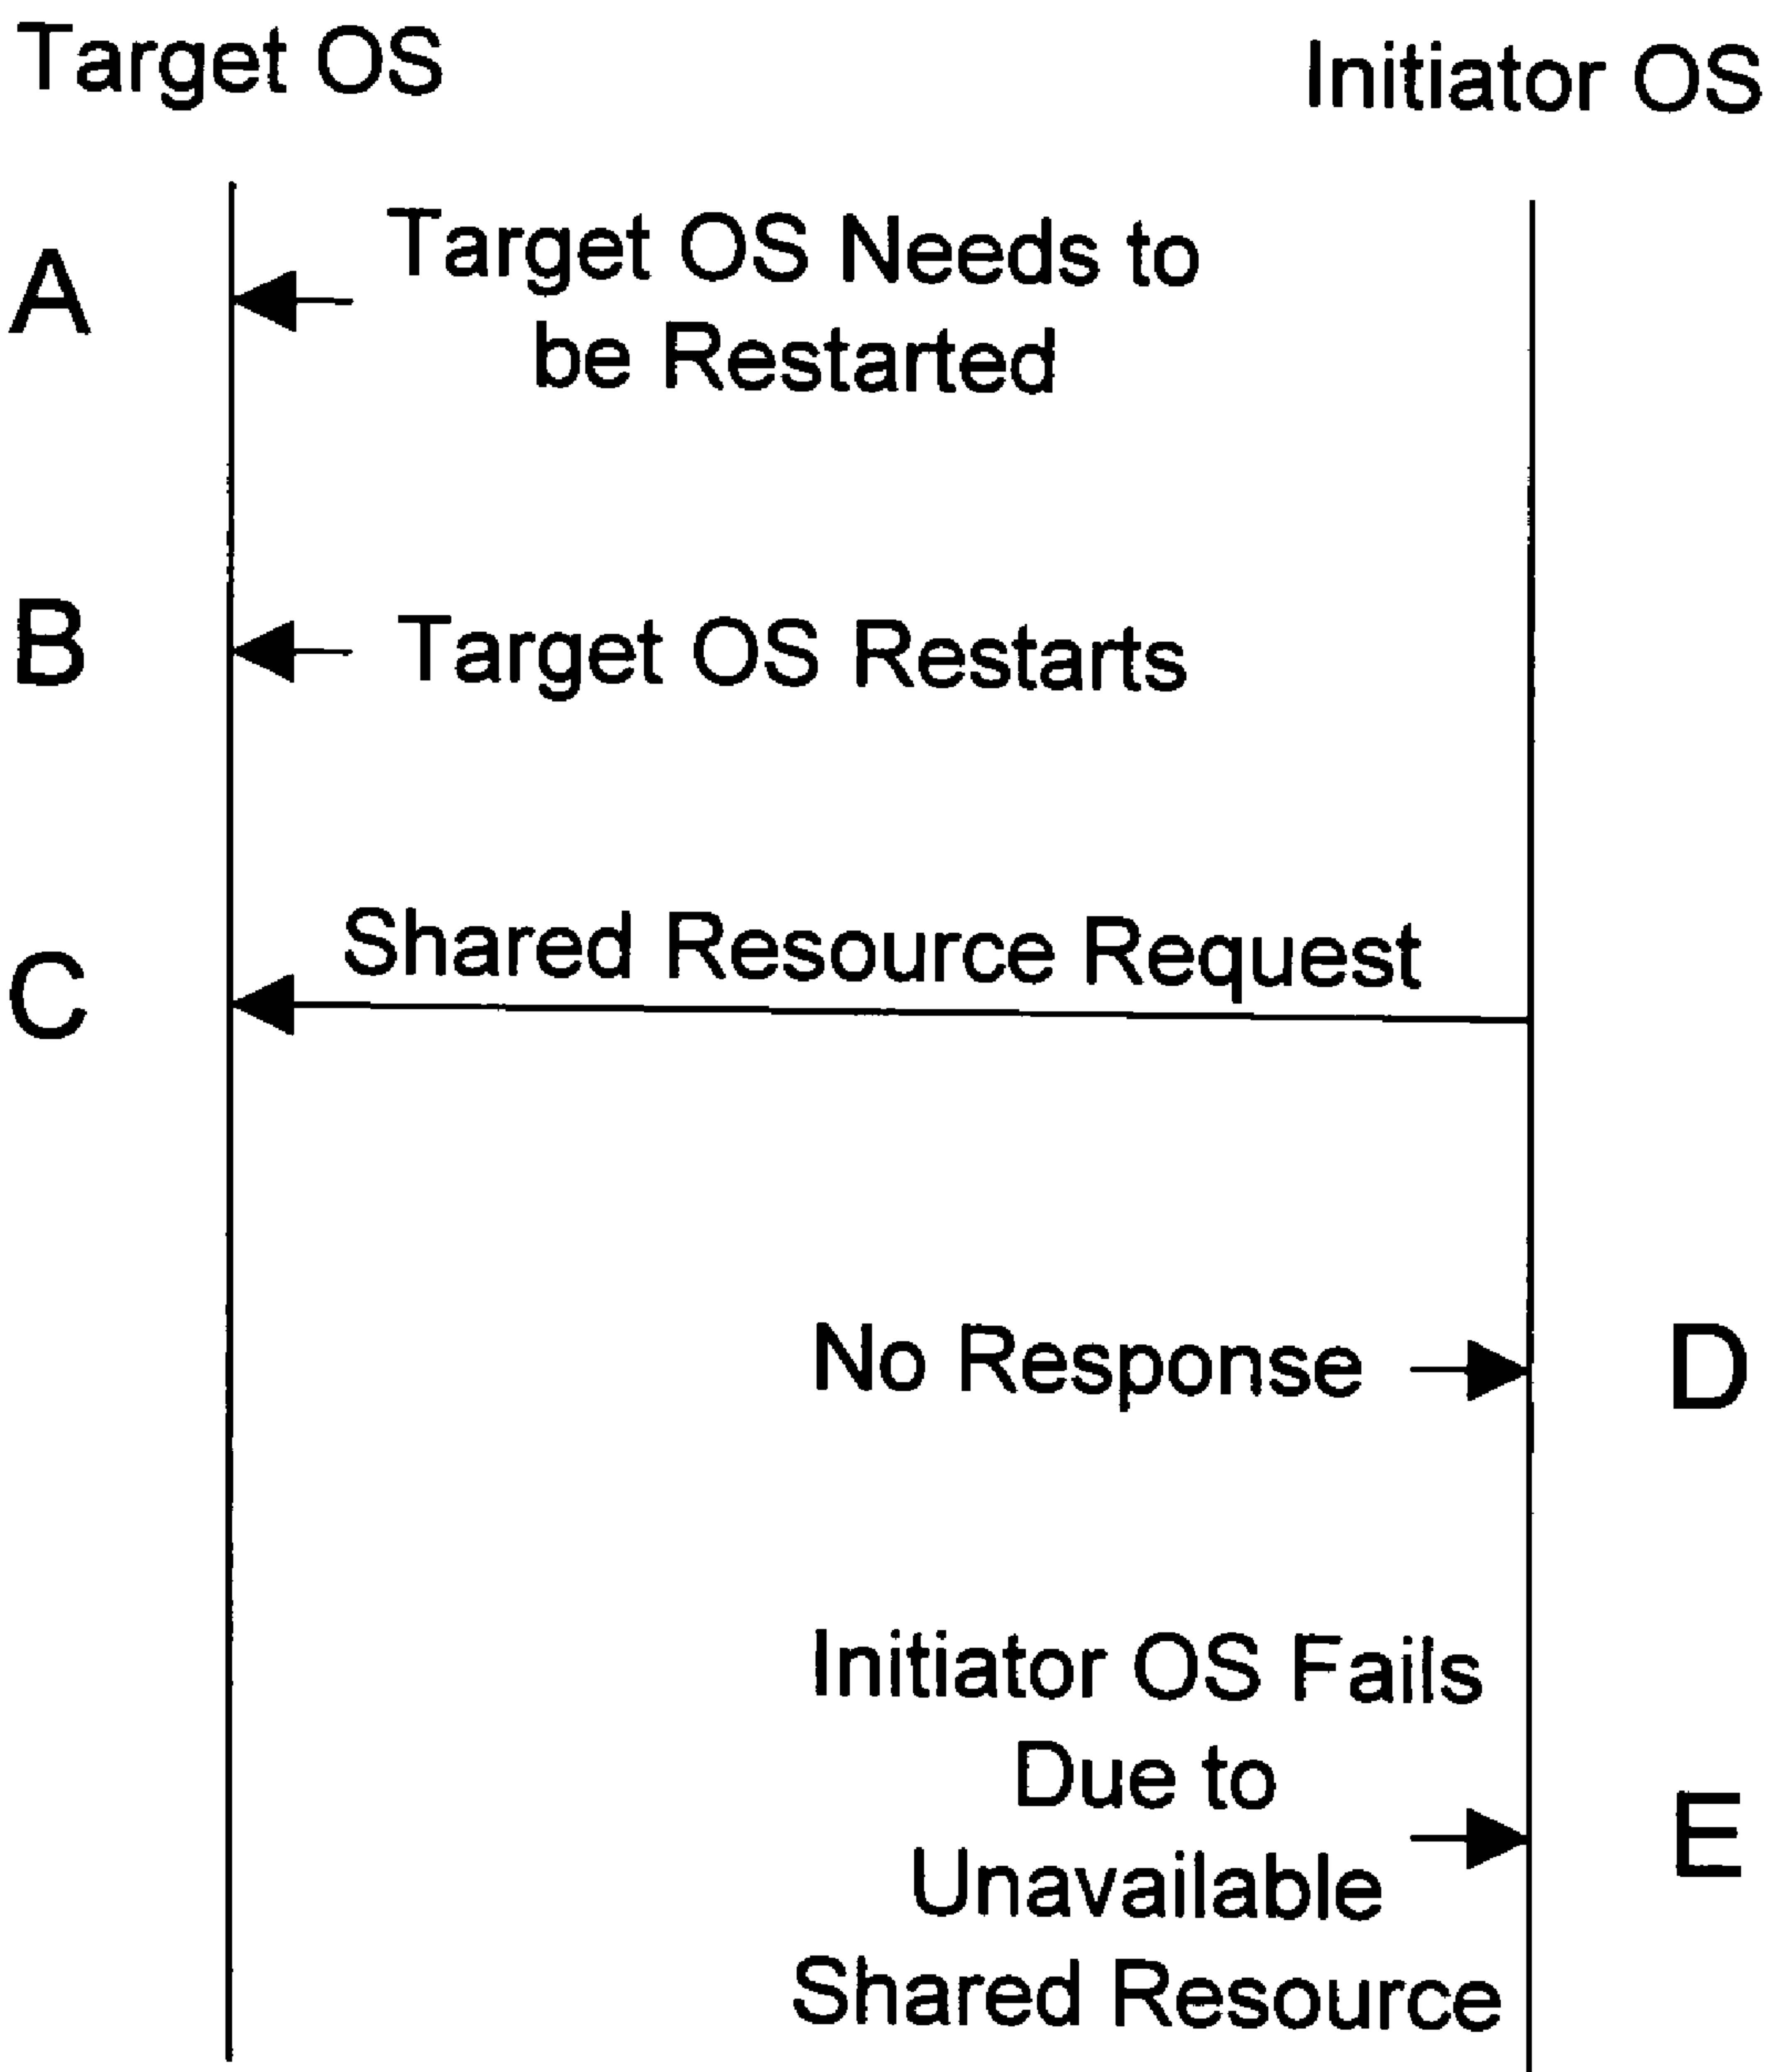 Target OS
Initiator OS
A
Target OS Needs to
be Restarted
B
Target OS Restarts
C
Shared Resource Request
No Response
D
Initiator OS Fails
Due to
Unavailable
Shared Resource
E